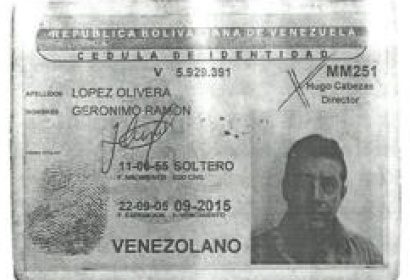 REPUBLICA BOLIVARIANA DE VENEZUELA
CEDULA DE IDENTIDAD
V 5.929.391 MM251
Hugo Cabezas
Director
APELLIDOS LOPEZ OLIVERA
NOMBRES GERONIMO RAMON
11-06-55 SOLTERO
F. NACIMIENTO EDO CIVIL
22-09-05 09-2015
F. EXPEDICION F. VENCIMIENTO
VENEZOLANO